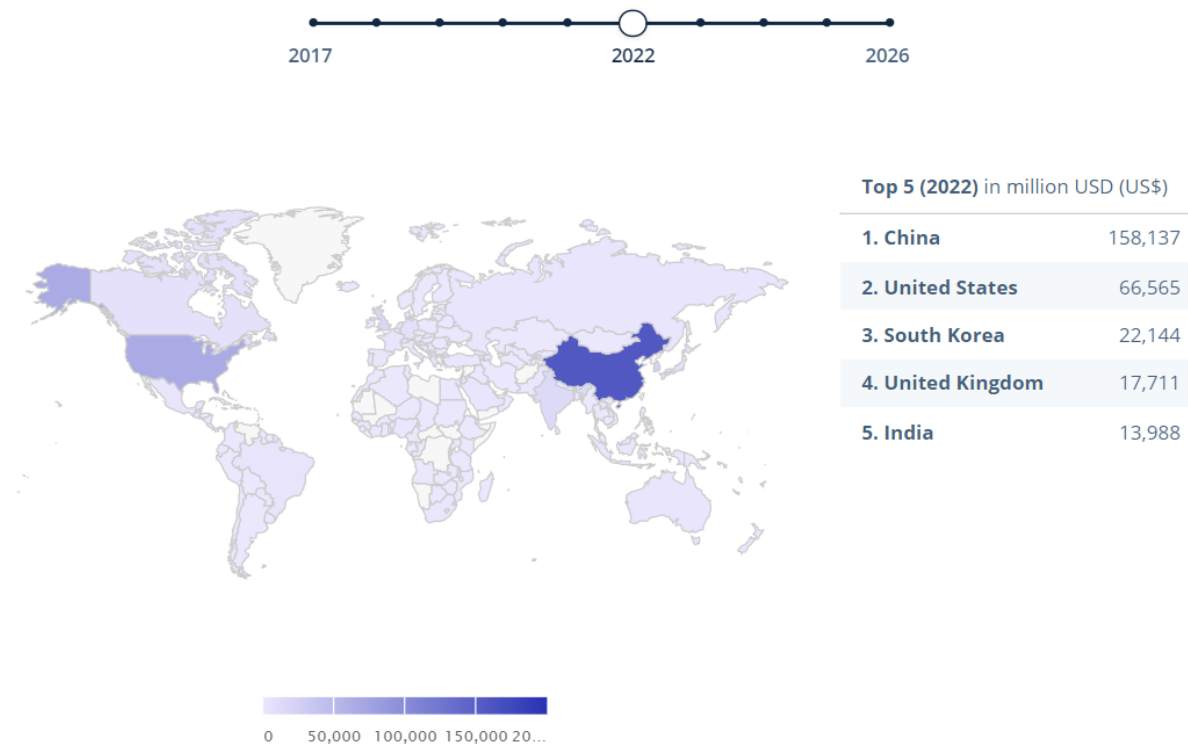 2017 2022 2026
Top 5 (2022) in million USD (US$)
1. China 158,137
2. United States 66,565
3. South Korea 22,144
4. United Kingdom 17,711
5. India 13,988
0 50,000 100,000 150,000 20...